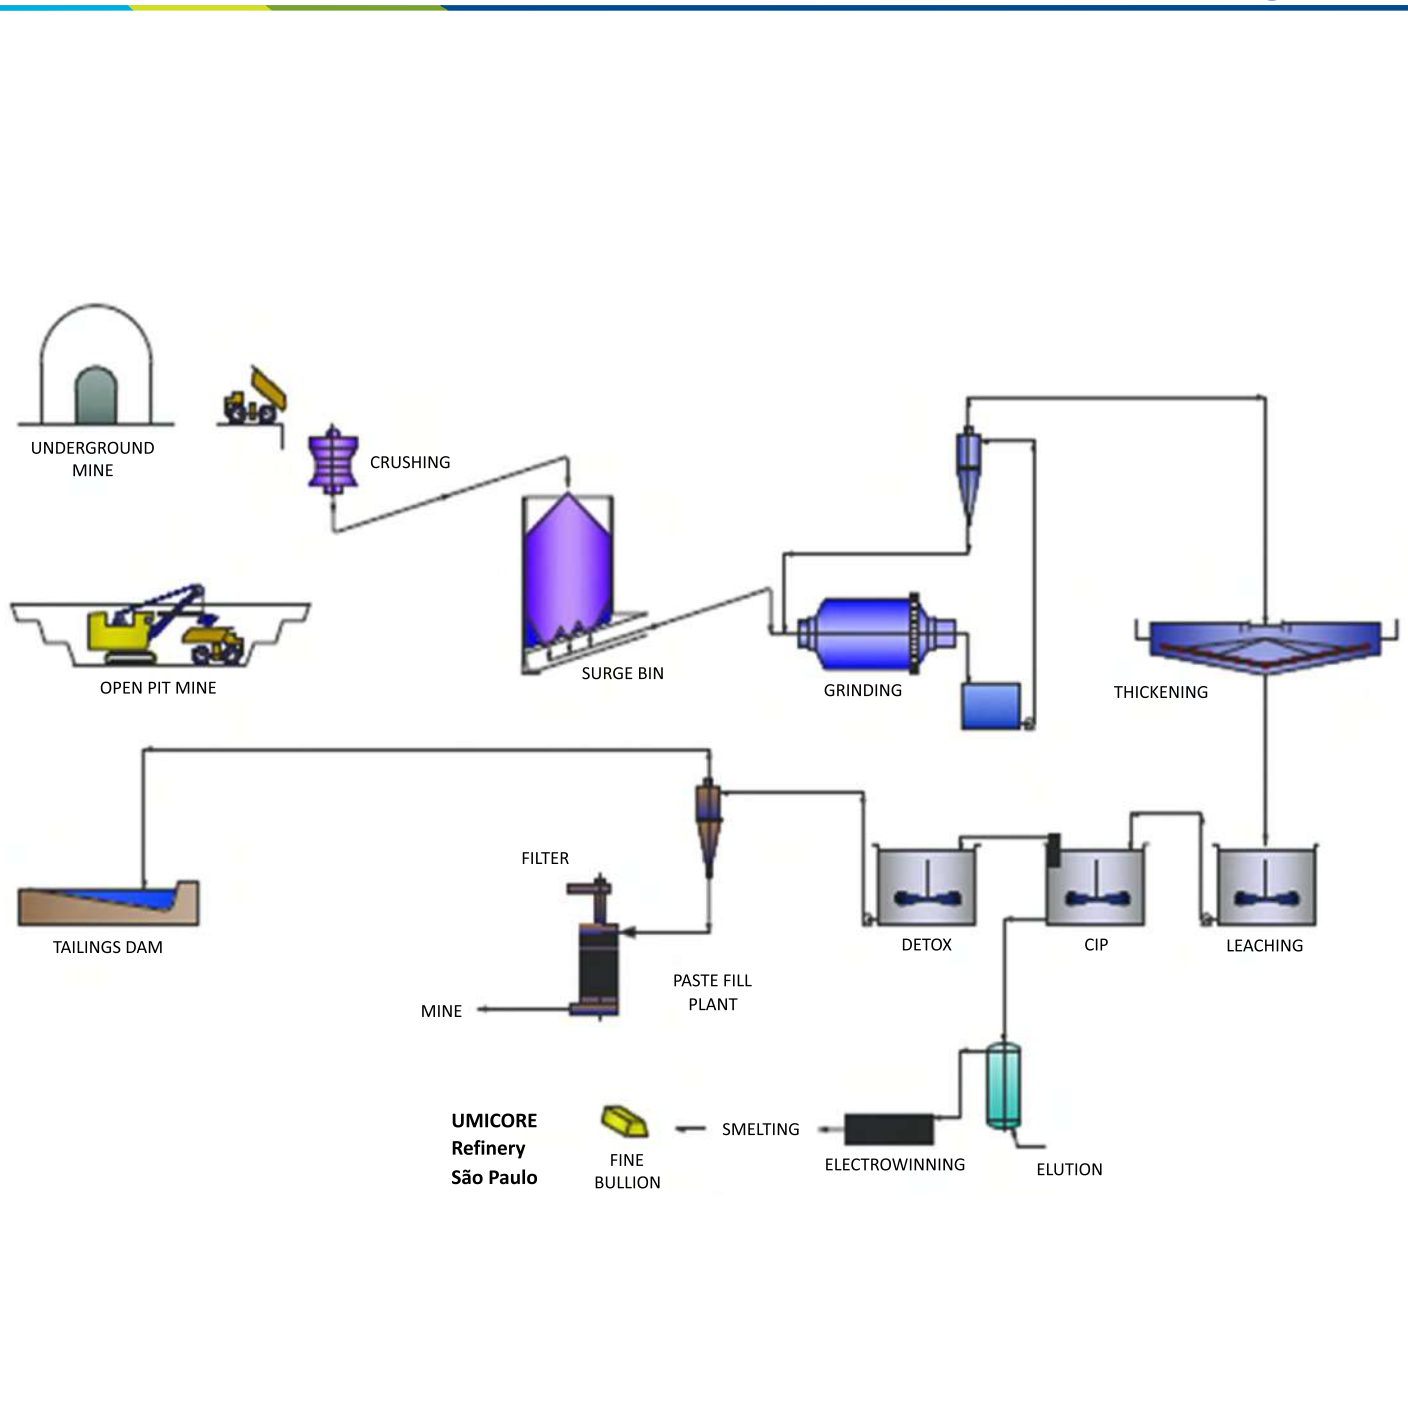 UNDERGROUND
MINE
CRUSHING
OPEN PIT MINE
SURGE BIN
GRINDING
THICKENING
FILTER
TAILINGS DAM
DETOX
CIP
LEACHING
PASTE FILL
PLANT
MINE
UMICORE
Refinery
São Paulo
FINE
BULLION
SMELTING
ELECTROWINNING
ELUTION